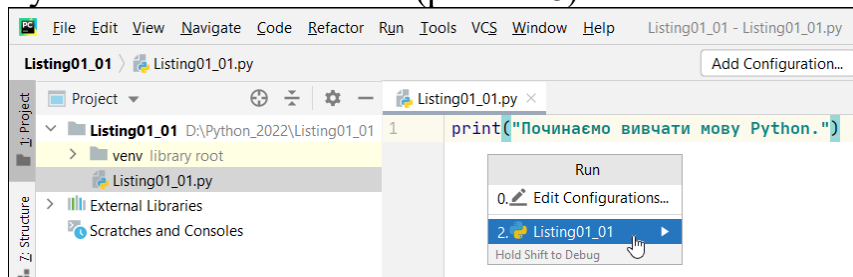 PC File Edit View Navigate Code Refactor Run Tools VCS Window Help Listing01_01 - Listing01_01.py
Listing01_01 Listing01_01.py Add Configuration...
1: Project
Project
Listing01_01.py
Listing01_01 D:\Python_2022\Listing01_01
venv library root
Listing01_01.py
External Libraries
Scratches and Consoles
Z: Structure
1 print("Починаємо вивчати мову Python.")
Run
0. Edit Configurations...
2. Listing01_01
Hold Shift to Debug